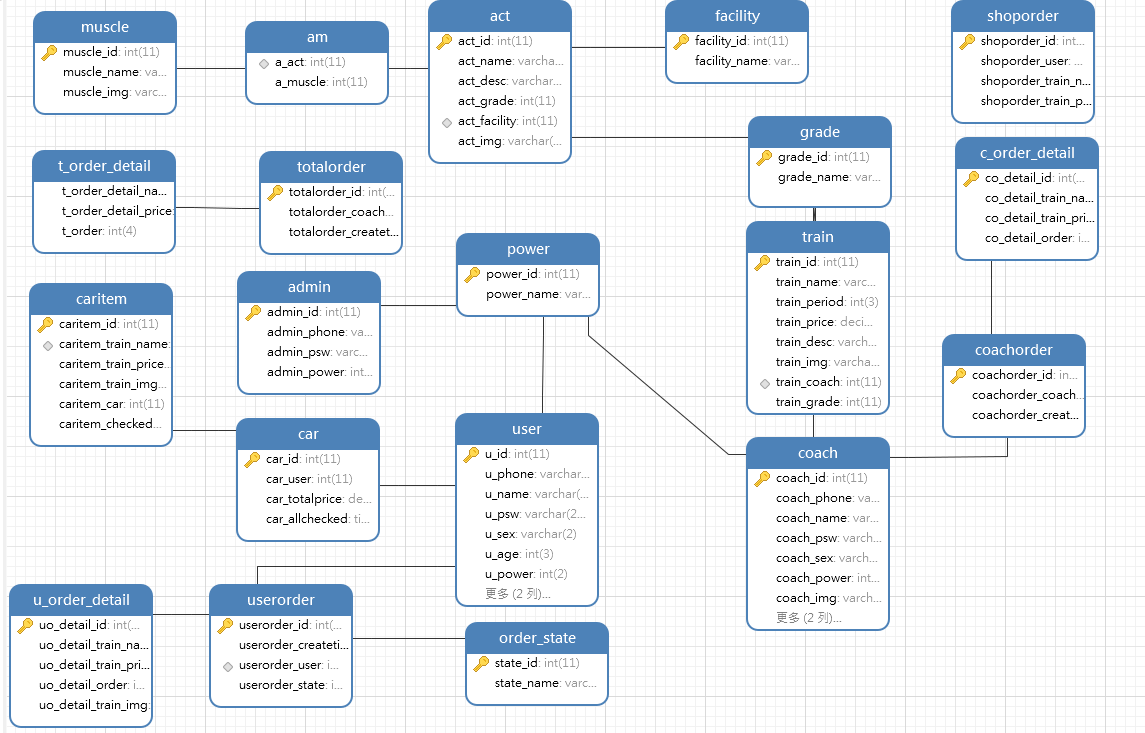 muscle
muscle_id: int(11)
muscle_name: va...
muscle_img: varc...
am
a_act: int(11)
a_muscle: int(11)
act
act_id: int(11)
act_name: varcha...
act_desc: varchar...
act_grade: int(11)
act_facility: int(11)
act_img: varchar(...
facility
facility_id: int(11)
facility_name: var...
shoporder
shoporder_id: int...
shoporder_user: ...
shoporder_train_n...
shoporder_train_p...
t_order_detail
t_order_detail_na...
t_order_detail_price:
t_order: int(4)
totalorder
totalorder_id: int(...
totalorder_coach...
totalorder_createt...
grade
grade_id: int(11)
grade_name: var...
c_order_detail
co_detail_id: int(...
co_detail_train_na...
co_detail_train_pri...
co_detail_order: i...
power
power_id: int(11)
power_name: var...
train
train_id: int(11)
train_name: varc...
train_period: int(3)
train_price: deci...
train_desc: varch...
train_img: varcha...
train_coach: int(11)
train_grade: int(11)
caritem
caritem_id: int(11)
caritem_train_name:
caritem_train_price...
caritem_train_img...
caritem_car: int(11)
caritem_checked...
admin
admin_id: int(11)
admin_phone: va...
admin_psw: varc...
admin_power: int...
coachorder
coachorder_id: in...
coachorder_coach...
coachorder_creat...
car
car_id: int(11)
car_user: int(11)
car_totalprice: de...
car_allchecked: ti...
user
u_id: int(11)
u_phone: varchar...
u_name: varchar(...
u_psw: varchar(2...
u_sex: varchar(2)
u_age: int(3)
u_power: int(2)
更多 (2 列)...
coach
coach_id: int(11)
coach_phone: va...
coach_name: var...
coach_psw: varch...
coach_sex: varch...
coach_power: int...
coach_img: varch...
更多 (2 列)...
u_order_detail
uo_detail_id: int(...
uo_detail_train_na...
uo_detail_train_pri...
uo_detail_order: i...
uo_detail_train_img:
userorder
userorder_id: int(...
userorder_createti...
userorder_user: i...
userorder_state: i...
order_state
state_id: int(11)
state_name: varc...